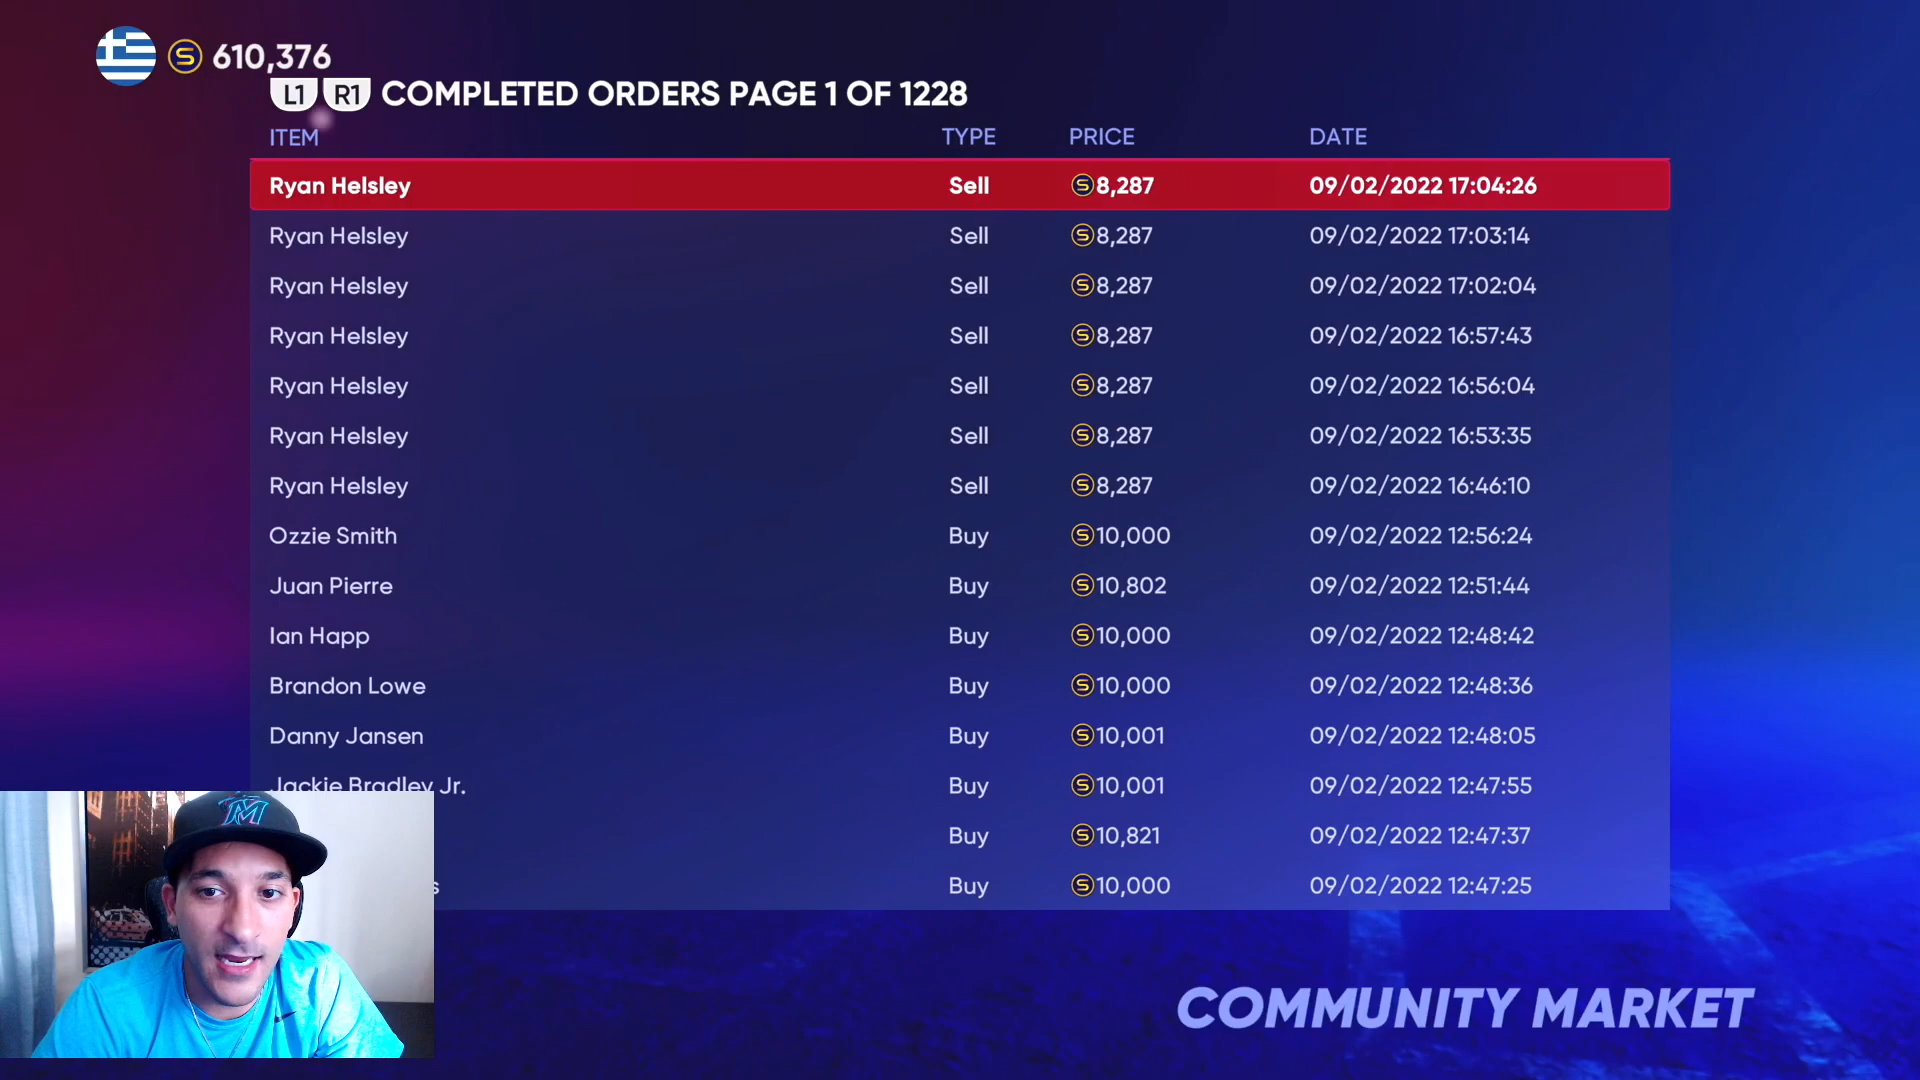 610,376
L1 R1 COMPLETED ORDERS PAGE 1 OF 1228
ITEM TYPE PRICE DATE
Ryan Helsley Sell 8,287 09/02/2022 17:04:26
Ryan Helsley Sell 8,287 09/02/2022 17:03:14
Ryan Helsley Sell 8,287 09/02/2022 17:02:04
Ryan Helsley Sell 8,287 09/02/2022 16:57:43
Ryan Helsley Sell 8,287 09/02/2022 16:56:04
Ryan Helsley Sell 8,287 09/02/2022 16:53:35
Ryan Helsley Sell 8,287 09/02/2022 16:46:10
Ozzie Smith Buy 10,000 09/02/2022 12:56:24
Juan Pierre Buy 10,802 09/02/2022 12:51:44
Ian Happ Buy 10,000 09/02/2022 12:48:42
Brandon Lowe Buy 10,000 09/02/2022 12:48:36
Danny Jansen Buy 10,001 09/02/2022 12:48:05
Jackie Bradley Jr. Buy 10,001 09/02/2022 12:47:55
Buy 10,821 09/02/2022 12:47:37
Buy 10,000 09/02/2022 12:47:25
COMMUNITY MARKET